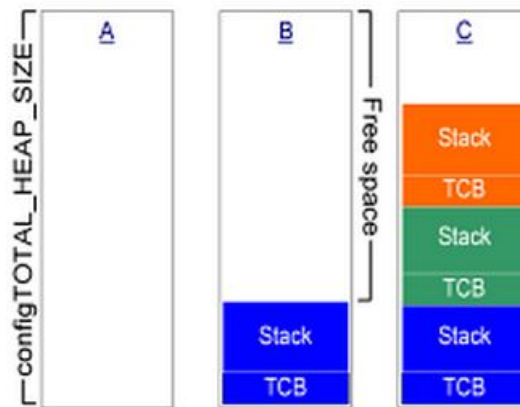 configTOTAL_HEAP_SIZE
A
B
Free space
Stack
TCB
C
Stack
TCB
Stack
TCB
Stack
TCB